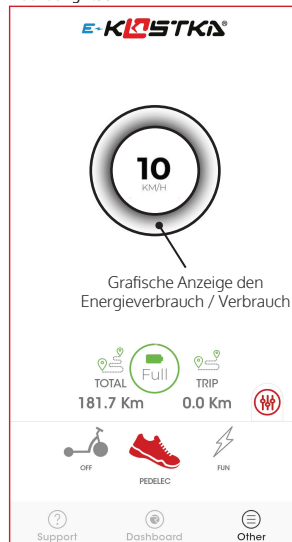 E-KOSTKA®
10
KM/H
Grafische Anzeige den
Energieverbrauch / Verbrauch
Full
TOTAL
TRIP
181.7 Km
0.0 Km
OFF
PEDELEC
FUN
Support
Dashboard
Other